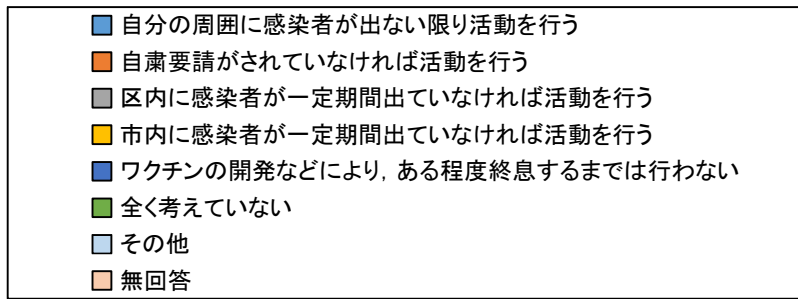 自分の周囲に感染者が出ない限り活動を行う
自粛要請がされていなければ活動を行う
区内に感染者が一定期間出ていなければ活動を行う
市内に感染者が一定期間出ていなければ活動を行う
ワクチンの開発などにより, ある程度終息するまでは行わない
全く考えていない
その他
無回答